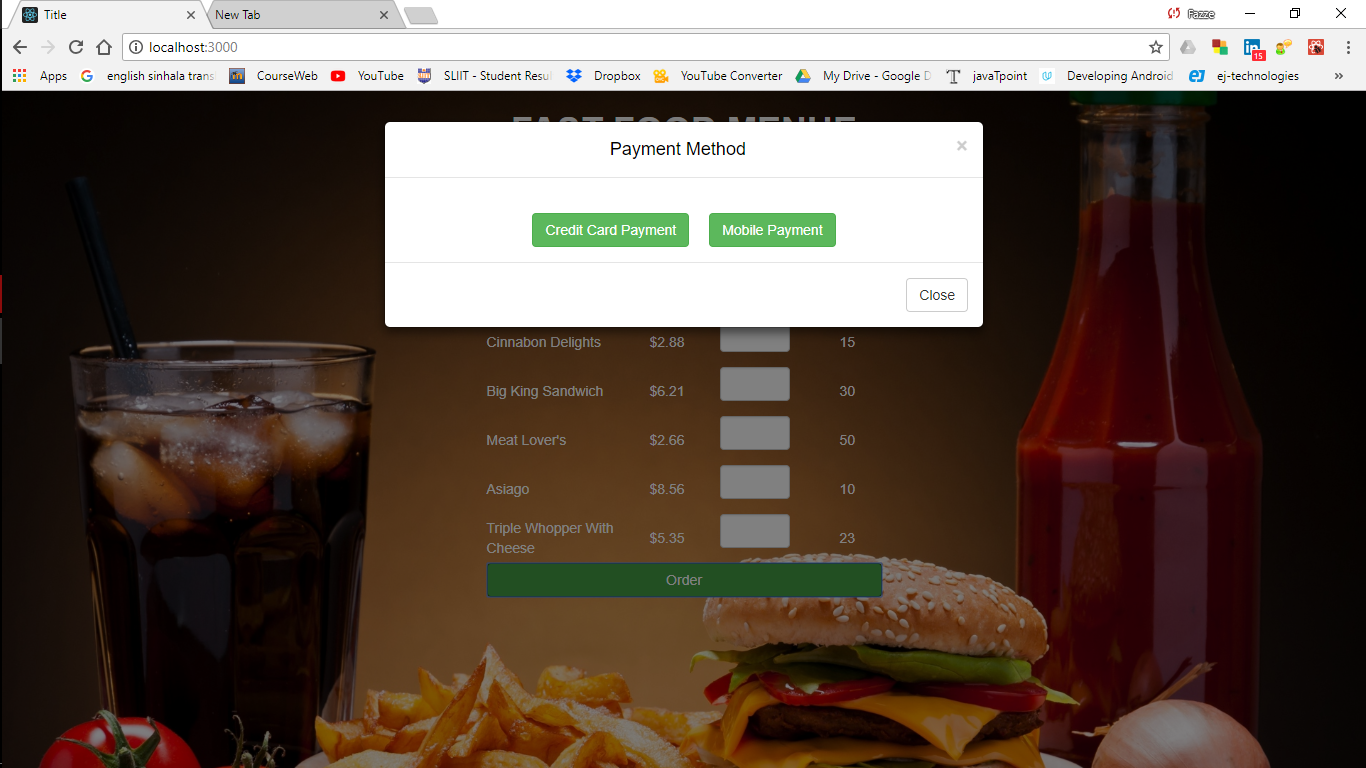 Title
New Tab
Fazze
localhost:3000
Apps
english sinhala trans
CourseWeb
YouTube
SLIIT - Student Resu
Dropbox
YouTube Converter
My Drive - Google D
javaTpoint
Developing Android
ej-technologies
15
FAST FOOD MENUE
Payment Method
Credit Card Payment Mobile Payment
Close
Cinnabon Delights $2.88 15
Big King Sandwich $6.21 30
Meat Lover's $2.66 50
Asiago $8.56 10
Triple Whopper With
Cheese $5.35 23
Order